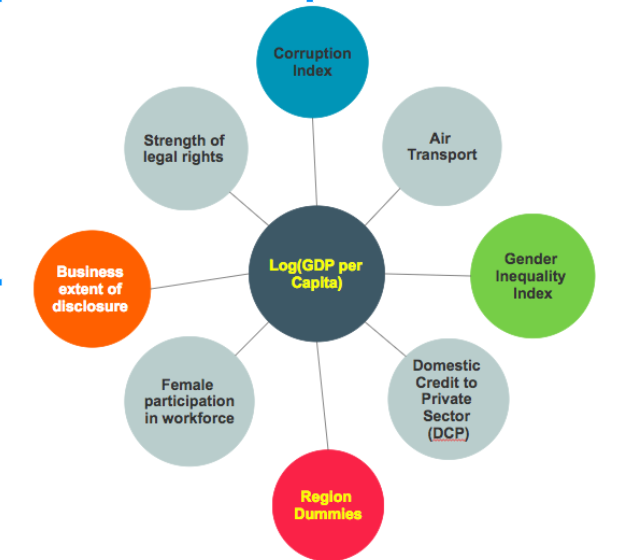 Corruption
Index
Strength of
legal rights
Air
Transport
Log(GDP per
Capita)
Business
extent of
disclosure
Gender
Inequality
Index
Female
participation
in workforce
Domestic
Credit to
Private
Sector
(DCP)
Region
Dummies